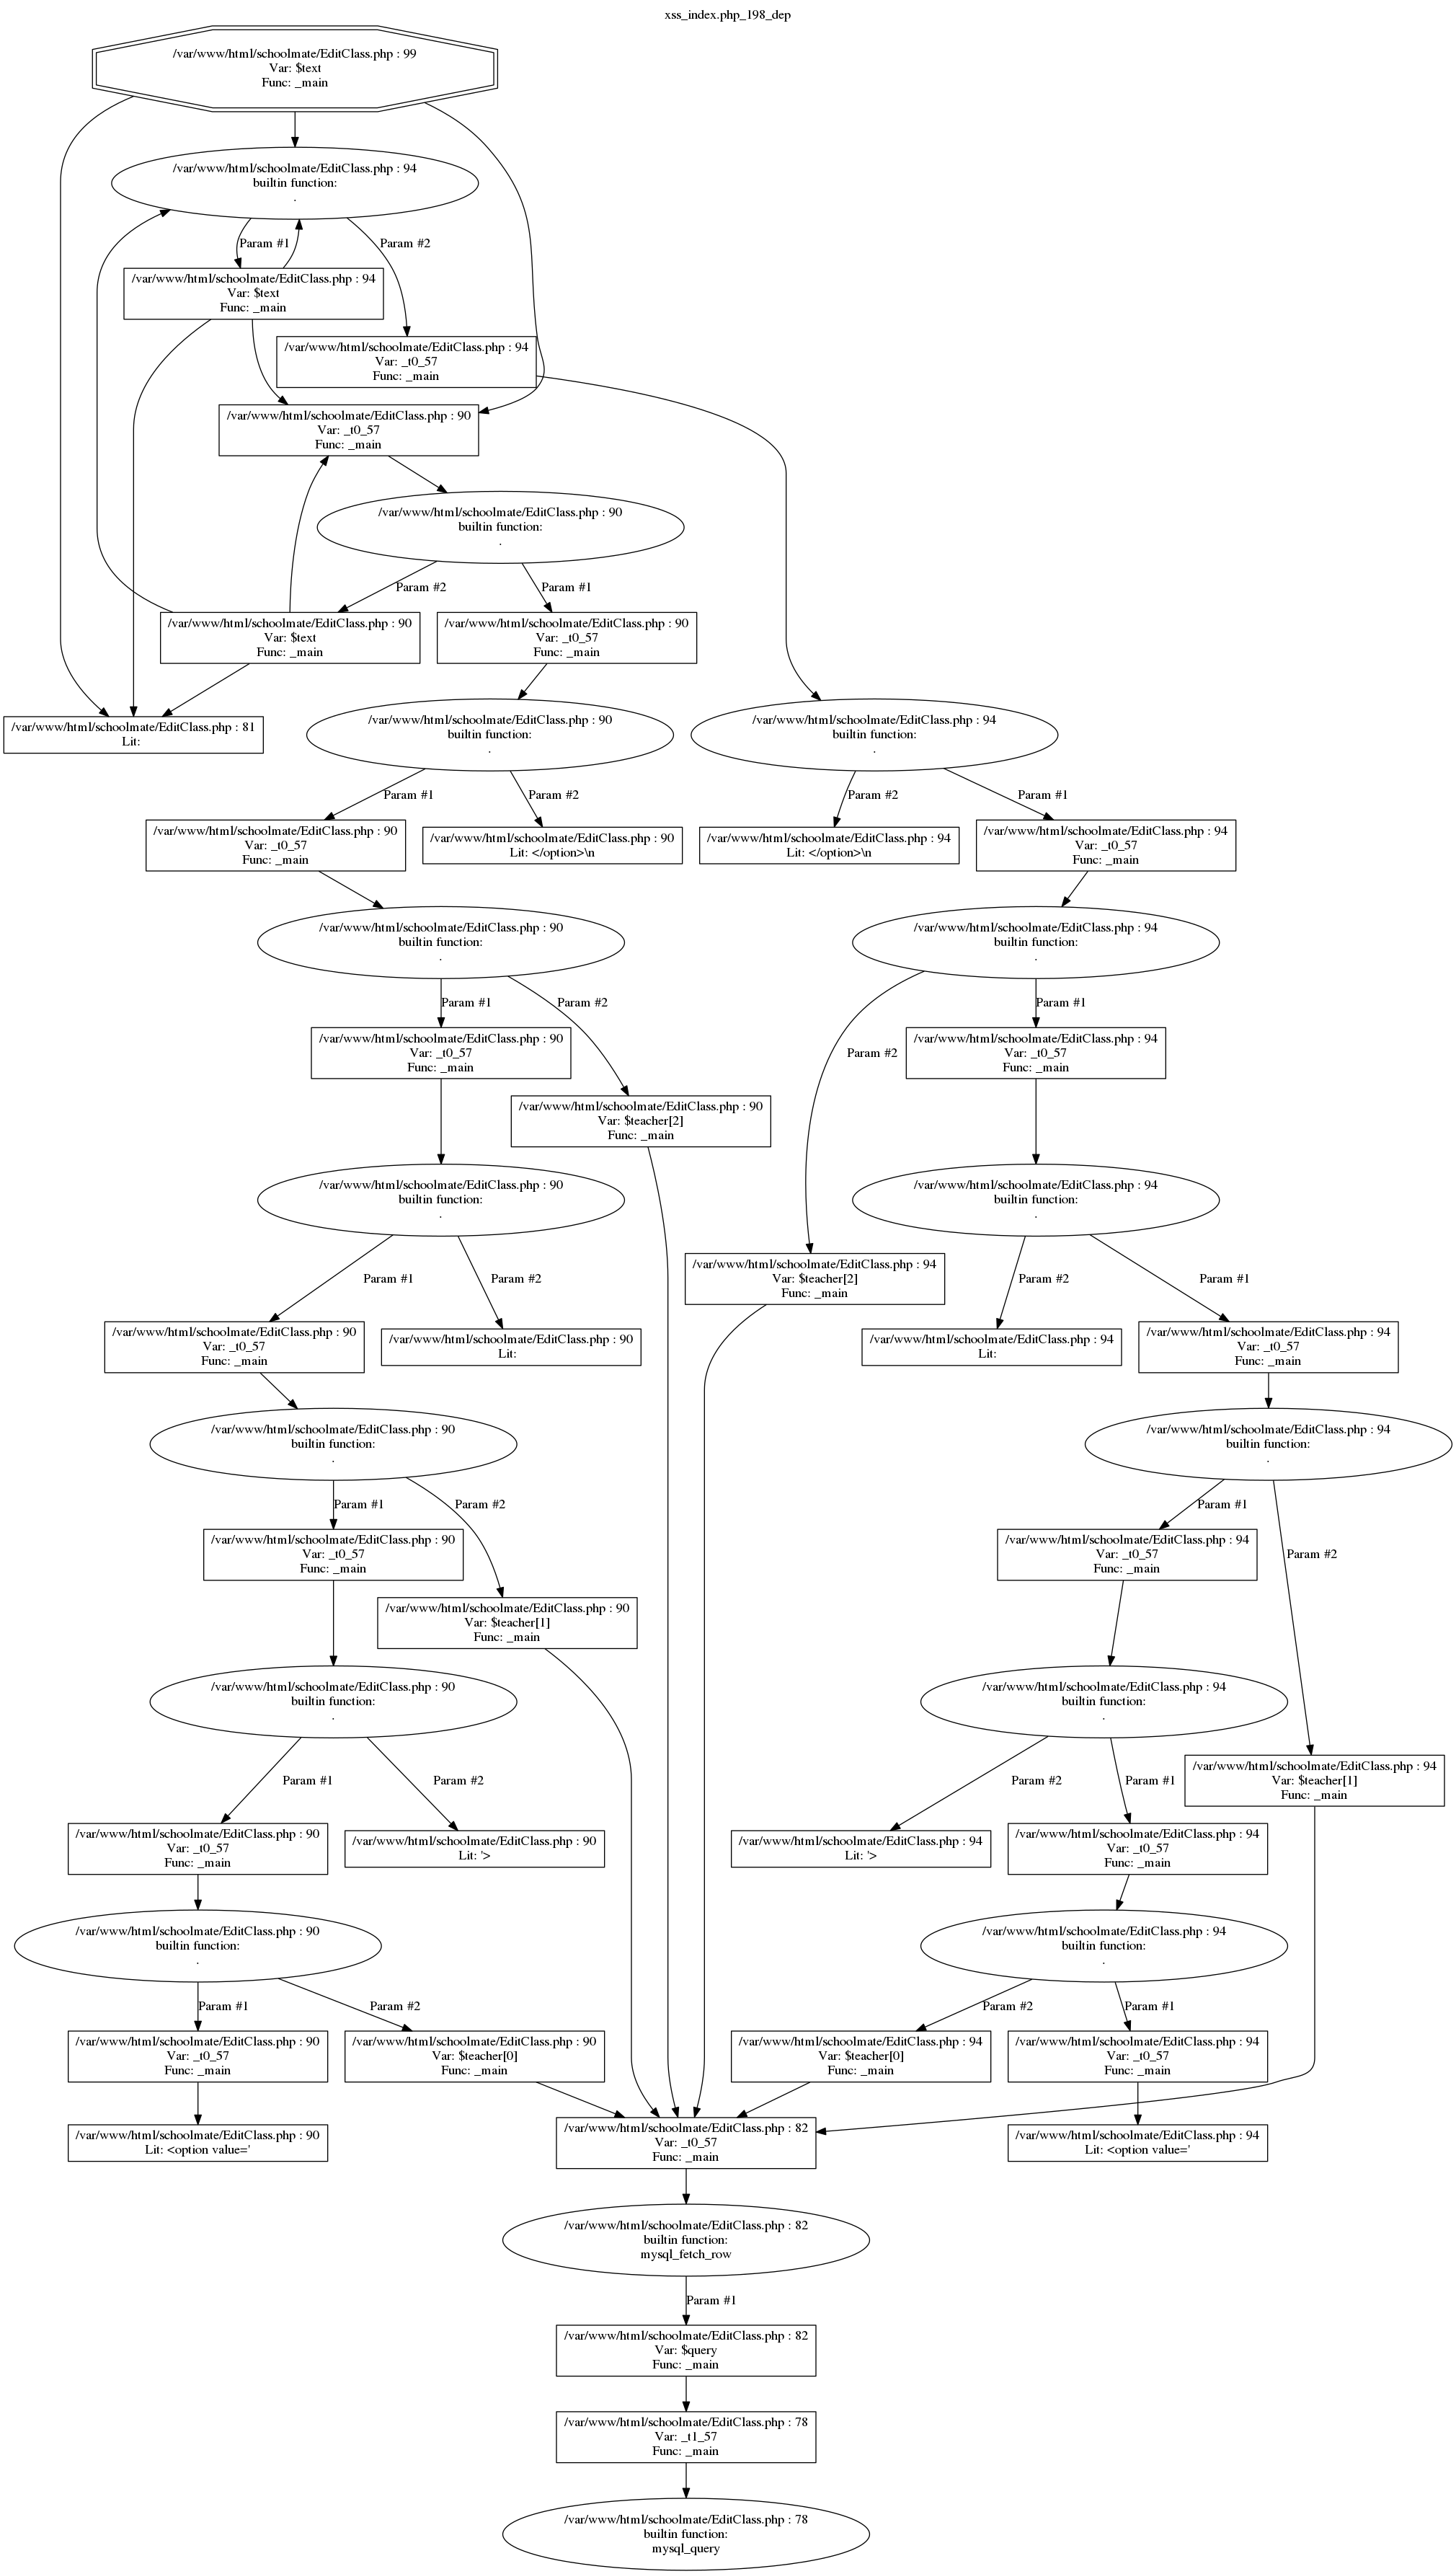 xss_index.php_198_dep
/var/www/html/schoolmate/EditClass.php : 99
Var: $text
Func: _main
/var/www/html/schoolmate/EditClass.php : 94
builtin function:
.
Param #1
Param #2
/var/www/html/schoolmate/EditClass.php : 94
Var: $text
Func: _main
/var/www/html/schoolmate/EditClass.php : 94
Var: _t0_57
Func: _main
/var/www/html/schoolmate/EditClass.php : 90
Var: _t0_57
Func: _main
/var/www/html/schoolmate/EditClass.php : 90
builtin function:
.
Param #2
Param #1
/var/www/html/schoolmate/EditClass.php : 90
Var: $text
Func: _main
/var/www/html/schoolmate/EditClass.php : 90
Var: _t0_57
Func: _main
/var/www/html/schoolmate/EditClass.php : 81
Lit:
/var/www/html/schoolmate/EditClass.php : 90
builtin function:
.
/var/www/html/schoolmate/EditClass.php : 94
builtin function:
.
Param #1
Param #2
Param #2
Param #1
/var/www/html/schoolmate/EditClass.php : 90
Var: _t0_57
Func: _main
/var/www/html/schoolmate/EditClass.php : 90
Lit: </option>\n
/var/www/html/schoolmate/EditClass.php : 94
Lit: </option>\n
/var/www/html/schoolmate/EditClass.php : 94
Var: _t0_57
Func: _main
/var/www/html/schoolmate/EditClass.php : 90
builtin function:
.
/var/www/html/schoolmate/EditClass.php : 94
builtin function:
.
Param #1
Param #2
Param #2
Param #1
/var/www/html/schoolmate/EditClass.php : 90
Var: _t0_57
Func: _main
/var/www/html/schoolmate/EditClass.php : 94
Var: _t0_57
Func: _main
/var/www/html/schoolmate/EditClass.php : 90
Var: $teacher[2]
Func: _main
/var/www/html/schoolmate/EditClass.php : 90
builtin function:
.
/var/www/html/schoolmate/EditClass.php : 94
builtin function:
.
/var/www/html/schoolmate/EditClass.php : 94
Var: $teacher[2]
Func: _main
Param #1
Param #2
Param #2
Param #1
/var/www/html/schoolmate/EditClass.php : 90
Var: _t0_57
Func: _main
/var/www/html/schoolmate/EditClass.php : 90
Lit:
/var/www/html/schoolmate/EditClass.php : 94
Lit:
/var/www/html/schoolmate/EditClass.php : 94
Var: _t0_57
Func: _main
/var/www/html/schoolmate/EditClass.php : 90
builtin function:
.
/var/www/html/schoolmate/EditClass.php : 94
builtin function:
.
Param #1
Param #2
Param #1
Param #2
/var/www/html/schoolmate/EditClass.php : 90
Var: _t0_57
Func: _main
/var/www/html/schoolmate/EditClass.php : 94
Var: _t0_57
Func: _main
/var/www/html/schoolmate/EditClass.php : 90
Var: $teacher[1]
Func: _main
/var/www/html/schoolmate/EditClass.php : 90
builtin function:
.
/var/www/html/schoolmate/EditClass.php : 94
builtin function:
.
/var/www/html/schoolmate/EditClass.php : 94
Var: $teacher[1]
Func: _main
Param #1
Param #2
Param #2
Param #1
/var/www/html/schoolmate/EditClass.php : 90
Var: _t0_57
Func: _main
/var/www/html/schoolmate/EditClass.php : 90
Lit: '>
/var/www/html/schoolmate/EditClass.php : 94
Lit: '>
/var/www/html/schoolmate/EditClass.php : 94
Var: _t0_57
Func: _main
/var/www/html/schoolmate/EditClass.php : 90
builtin function:
.
/var/www/html/schoolmate/EditClass.php : 94
builtin function:
.
Param #1
Param #2
Param #2
Param #1
/var/www/html/schoolmate/EditClass.php : 90
Var: _t0_57
Func: _main
/var/www/html/schoolmate/EditClass.php : 90
Var: $teacher[0]
Func: _main
/var/www/html/schoolmate/EditClass.php : 94
Var: $teacher[0]
Func: _main
/var/www/html/schoolmate/EditClass.php : 94
Var: _t0_57
Func: _main
/var/www/html/schoolmate/EditClass.php : 90
Lit: <option value='
/var/www/html/schoolmate/EditClass.php : 82
Var: _t0_57
Func: _main
/var/www/html/schoolmate/EditClass.php : 94
Lit: <option value='
/var/www/html/schoolmate/EditClass.php : 82
builtin function:
mysql_fetch_row
Param #1
/var/www/html/schoolmate/EditClass.php : 82
Var: $query
Func: _main
/var/www/html/schoolmate/EditClass.php : 78
Var: _t1_57
Func: _main
/var/www/html/schoolmate/EditClass.php : 78
builtin function:
mysql_query